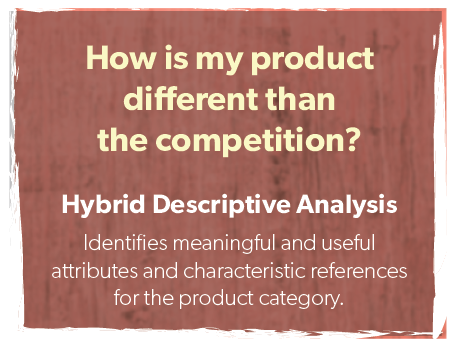 How is my product
different than
the competition?
Hybrid Descriptive Analysis
Identifies meaningful and useful
attributes and characteristic references
for the product category.